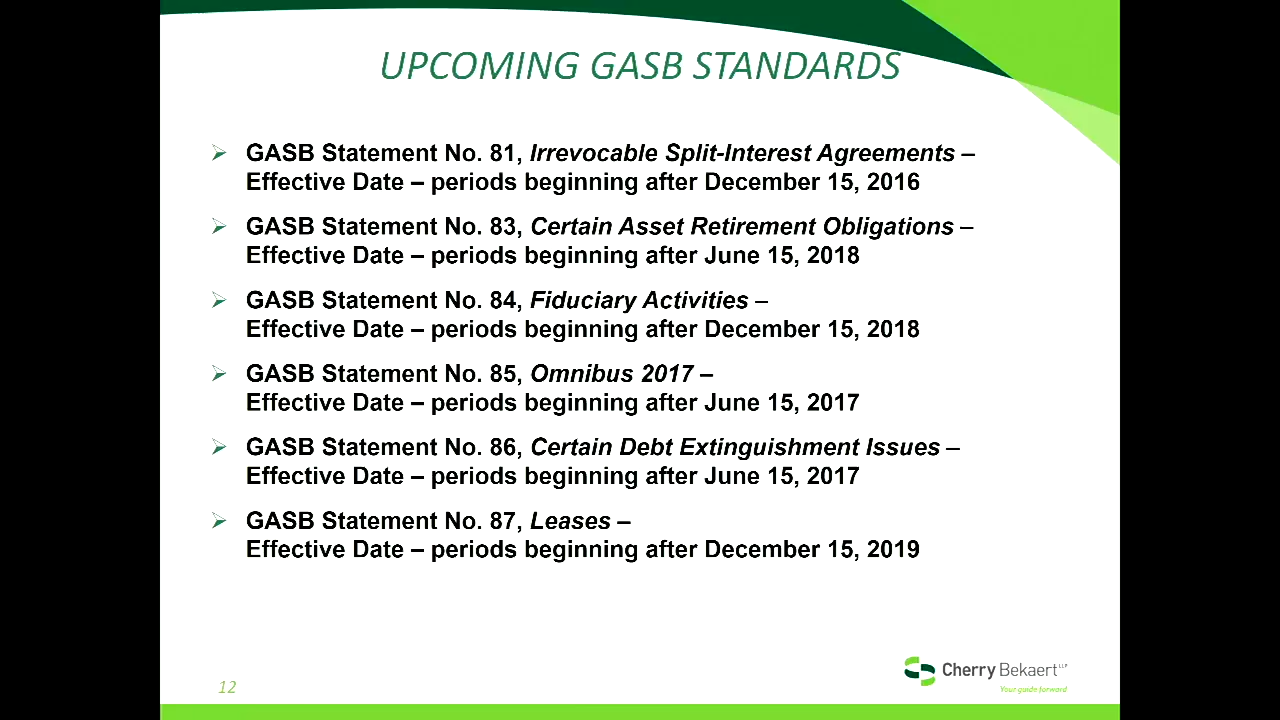 UPCOMING GASB STANDARDS
GASB Statement No. 81, Irrevocable Split-Interest Agreements –
Effective Date – periods beginning after December 15, 2016
GASB Statement No. 83, Certain Asset Retirement Obligations –
Effective Date – periods beginning after June 15, 2018
GASB Statement No. 84, Fiduciary Activities –
Effective Date – periods beginning after December 15, 2018
GASB Statement No. 85, Omnibus 2017 –
Effective Date – periods beginning after June 15, 2017
GASB Statement No. 86, Certain Debt Extinguishment Issues –
Effective Date – periods beginning after June 15, 2017
GASB Statement No. 87, Leases –
Effective Date – periods beginning after December 15, 2019
Cherry Bekaert LLP
Your guide forward
12